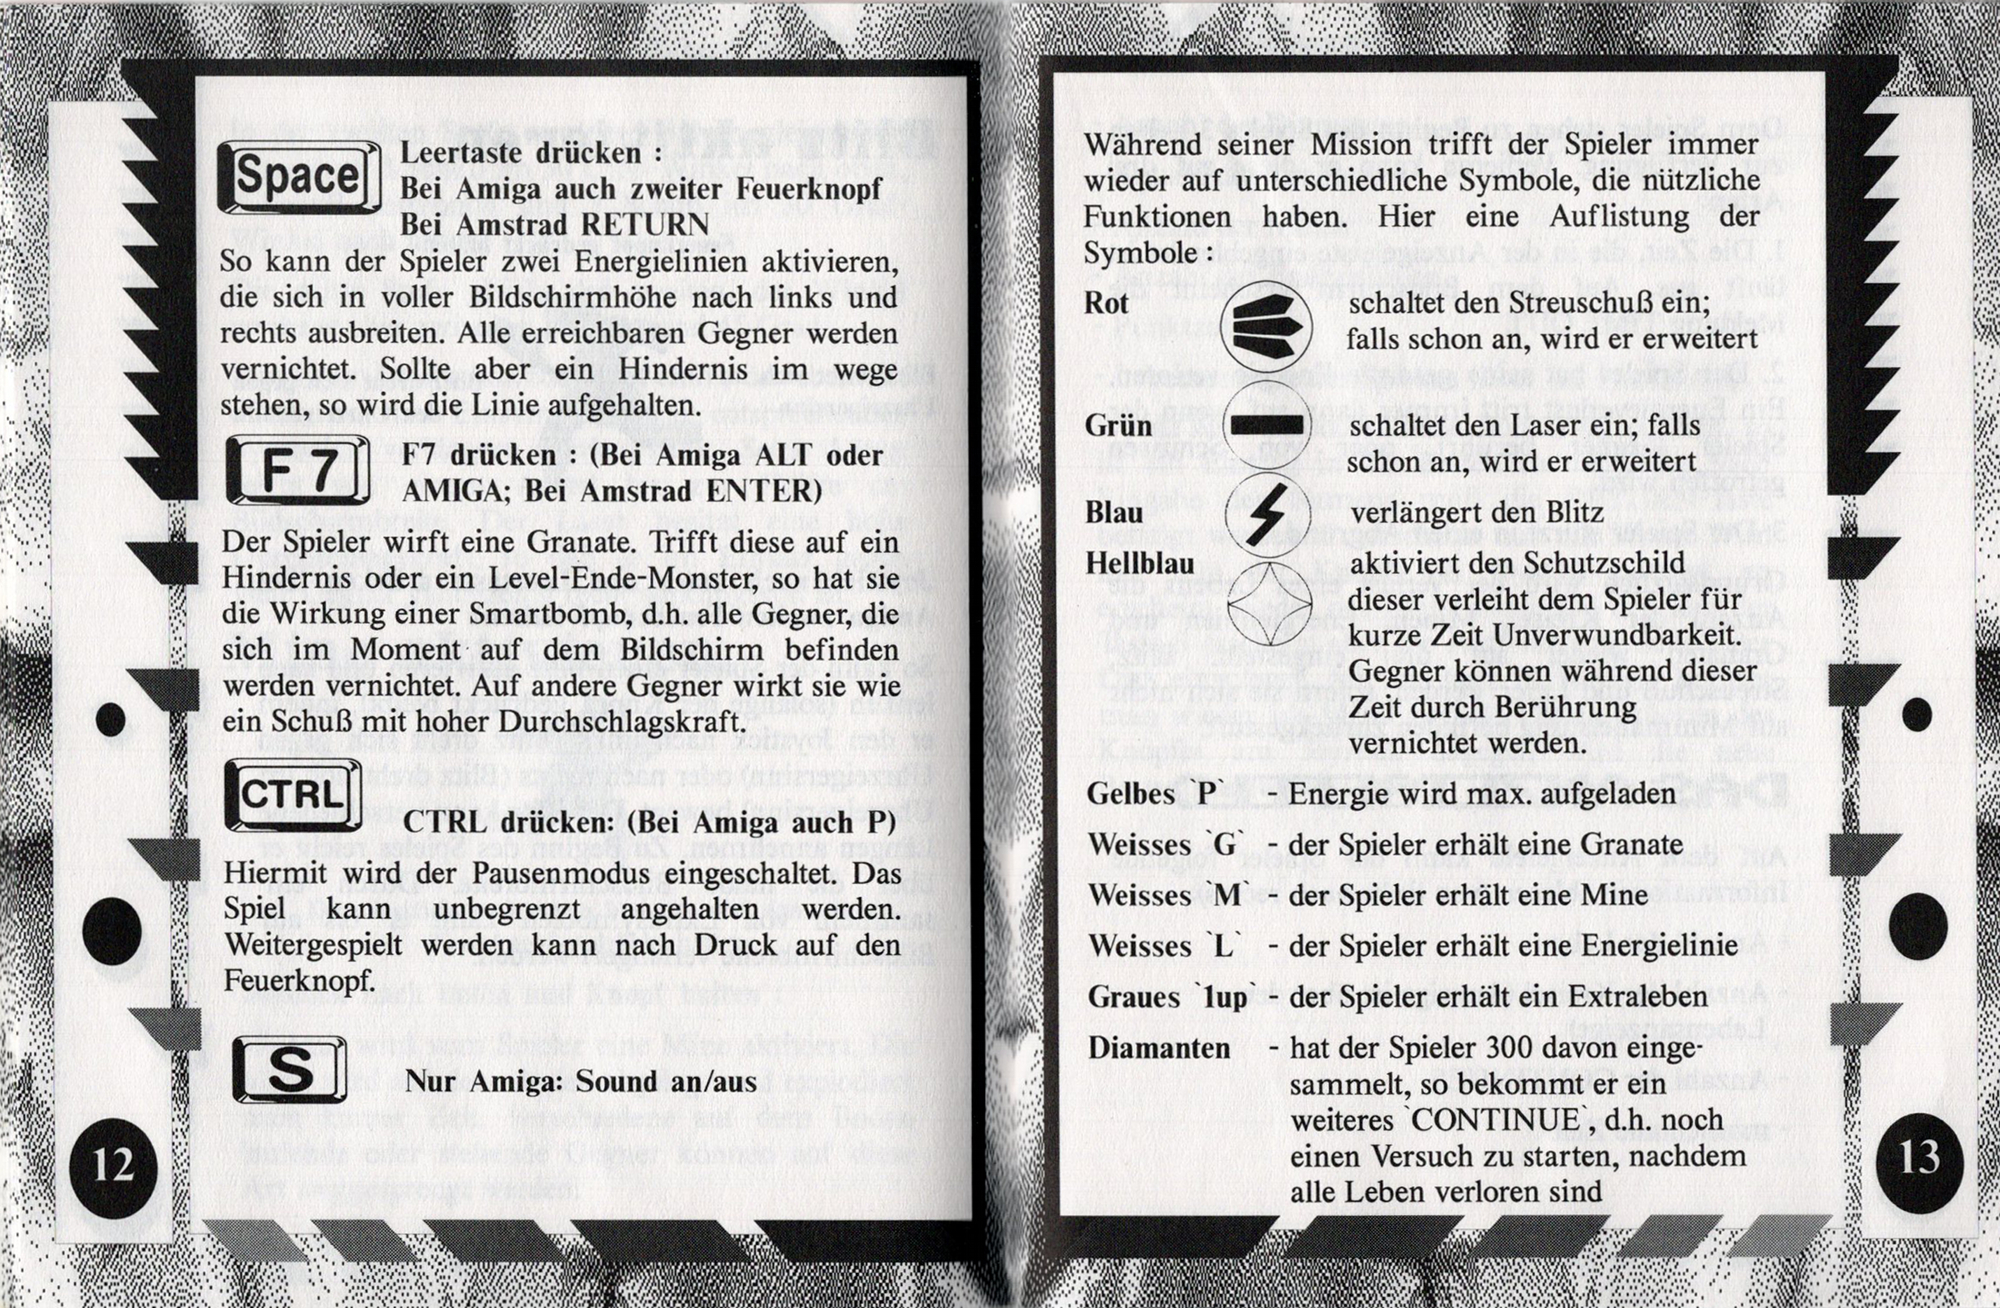 Space
Leertaste drücken :
Bei Amiga auch zweiter Feuerknopf
Bei Amstrad RETURN
So kann der Spieler zwei Energielinien aktivieren,
die sich in voller Bildschirmhöhe nach links und
rechts ausbreiten. Alle erreichbaren Gegner werden
vernichtet. Sollte aber ein Hindernis im wege
stehen, so wird die Linie aufgehalten.
F 7
F7 drücken : (Bei Amiga ALT oder
AMIGA; Bei Amstrad ENTER)
Der Spieler wirft eine Granate. Trifft diese auf ein
Hindernis oder ein Level-Ende-Monster, so hat sie
die Wirkung einer Smartbomb, d.h. alle Gegner, die
sich im Moment auf dem Bildschirm befinden
werden vernichtet. Auf andere Gegner wirkt sie wie
ein Schuß mit hoher Durchschlagskraft.
CTRL
CTRL drücken: (Bei Amiga auch P)
Hiermit wird der Pausenmodus eingeschaltet. Das
Spiel kann unbegrenzt angehalten werden.
Weitergespielt werden kann nach Druck auf den
Feuerknopf.
S
Nur Amiga: Sound an/aus
12
Während seiner Mission trifft der Spieler immer
wieder auf unterschiedliche Symbole, die nützliche
Funktionen haben. Hier eine Auflistung der
Symbole :
Rot schaltet den Streuschuß ein;
falls schon an, wird er erweitert
Grün schaltet den Laser ein; falls
schon an, wird er erweitert
Blau verlängert den Blitz
Hellblau aktiviert den Schutzschild
dieser verleiht dem Spieler für
kurze Zeit Unverwundbarkeit.
Gegner können während dieser
Zeit durch Berührung
vernichtet werden.
Gelbes `P` - Energie wird max. aufgeladen
Weisses `G` - der Spieler erhält eine Granate
Weisses `M` - der Spieler erhält eine Mine
Weisses `L` - der Spieler erhält eine Energielinie
Graues `1up` - der Spieler erhält ein Extraleben
Diamanten - hat der Spieler 300 davon einge-
sammelt, so bekommt er ein
weiteres `CONTINUE`, d.h. noch
einen Versuch zu starten, nachdem
alle Leben verloren sind
13